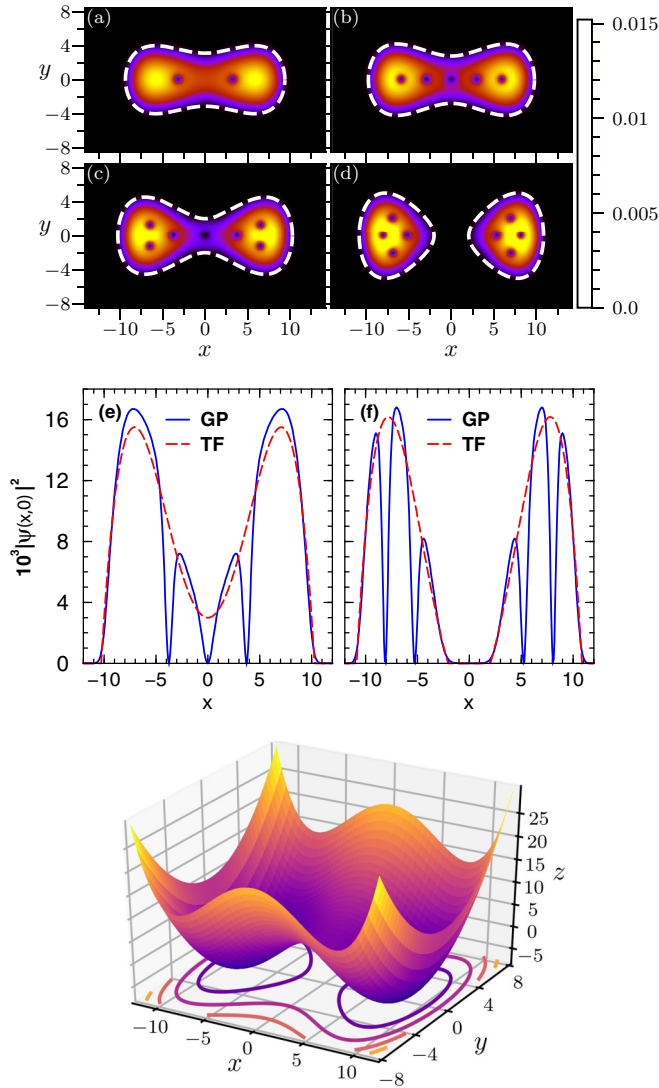 (a) (b)
8
4
y 0
−4
−8
0.015
0.010
0.005
0.0
(c) (d)
8
4
y 0
−4
−8
−10 −5 0 5 10 −10 −5 0 5 10
x x
(e) GP TF
(f) GP TF
16
12
8
4
0
10³|ψ(x,0)|²
−10 −5 0 5 10 −10 −5 0 5 10
x x
25
20
15
10
5
0
−5
z
−10 −5 0 5 10
x
−8 −4 0 4 8
y